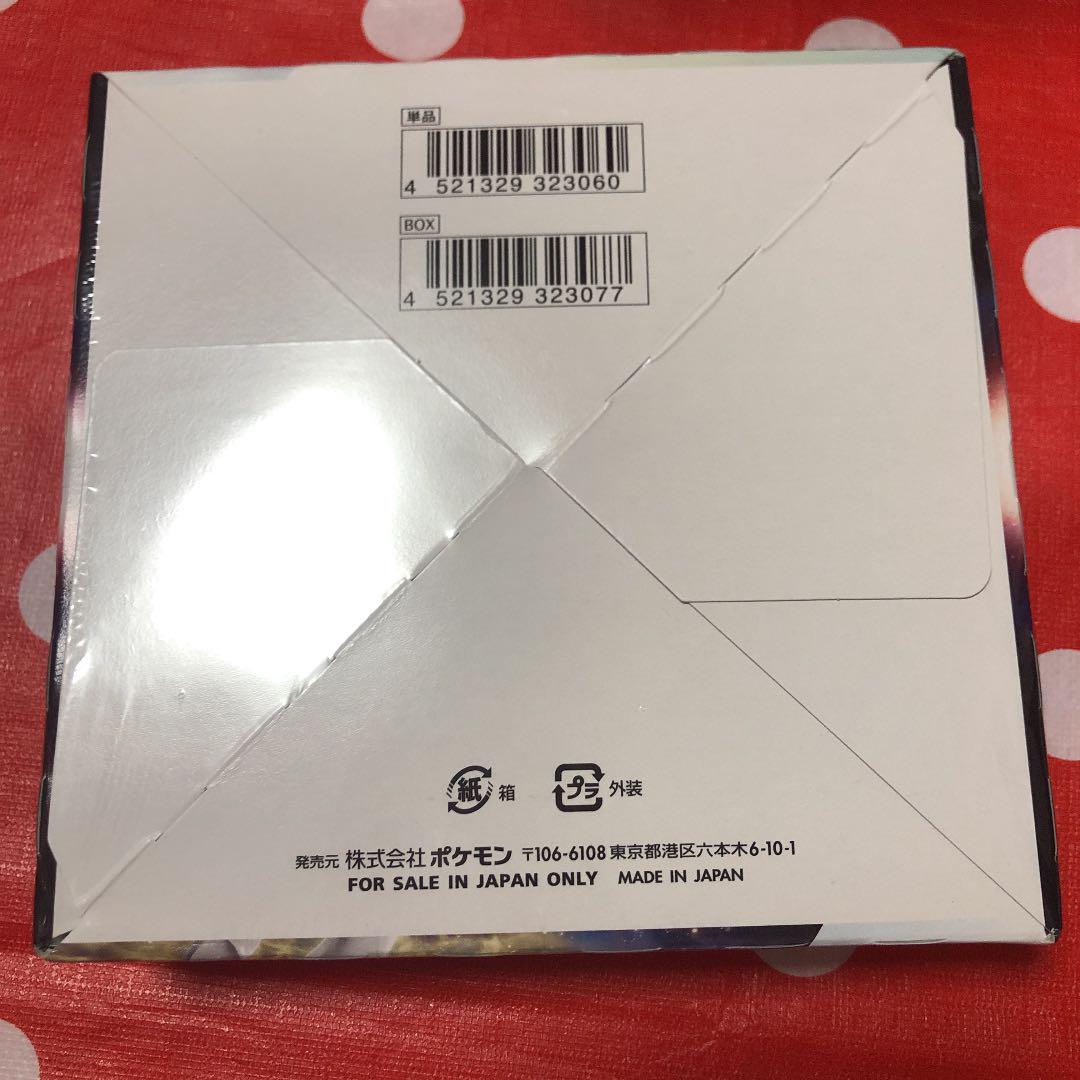 単品
4 521329 323060
BOX
4 521329 323077
紙 箱 プラ 外装
発売元 株式会社 ポケモン 〒106-6108 東京都港区六本木6-10-1
FOR SALE IN JAPAN ONLY MADE IN JAPAN